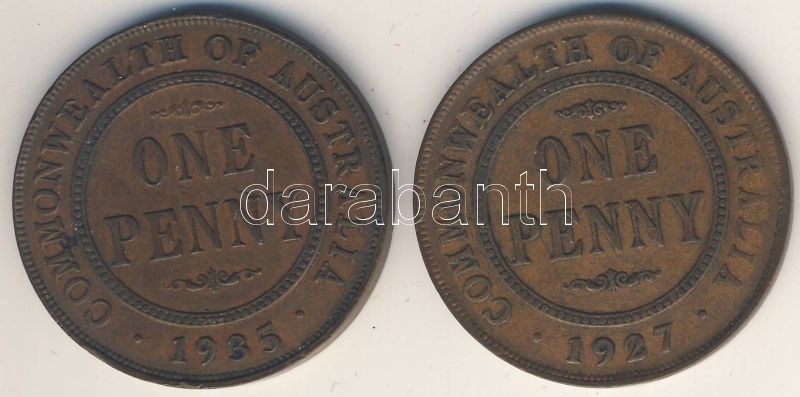 COMMONWEALTH OF AUSTRALIA
ONE
PENNY
· 1935 ·
COMMONWEALTH OF AUSTRALIA
ONE
PENNY
· 1927 ·
darabanth